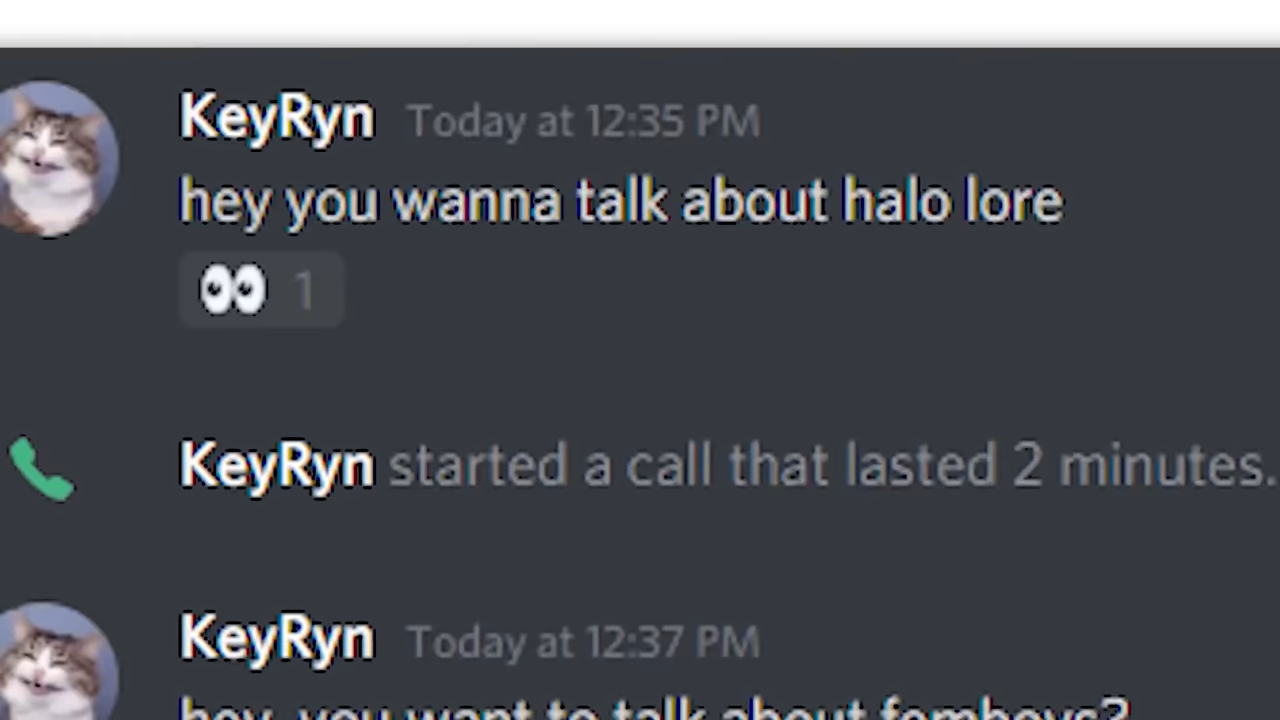 KeyRyn Today at 12:35 PM
hey you wanna talk about halo lore
👀 1
KeyRyn started a call that lasted 2 minutes.
KeyRyn Today at 12:37 PM
hey, you want to talk about femboys?